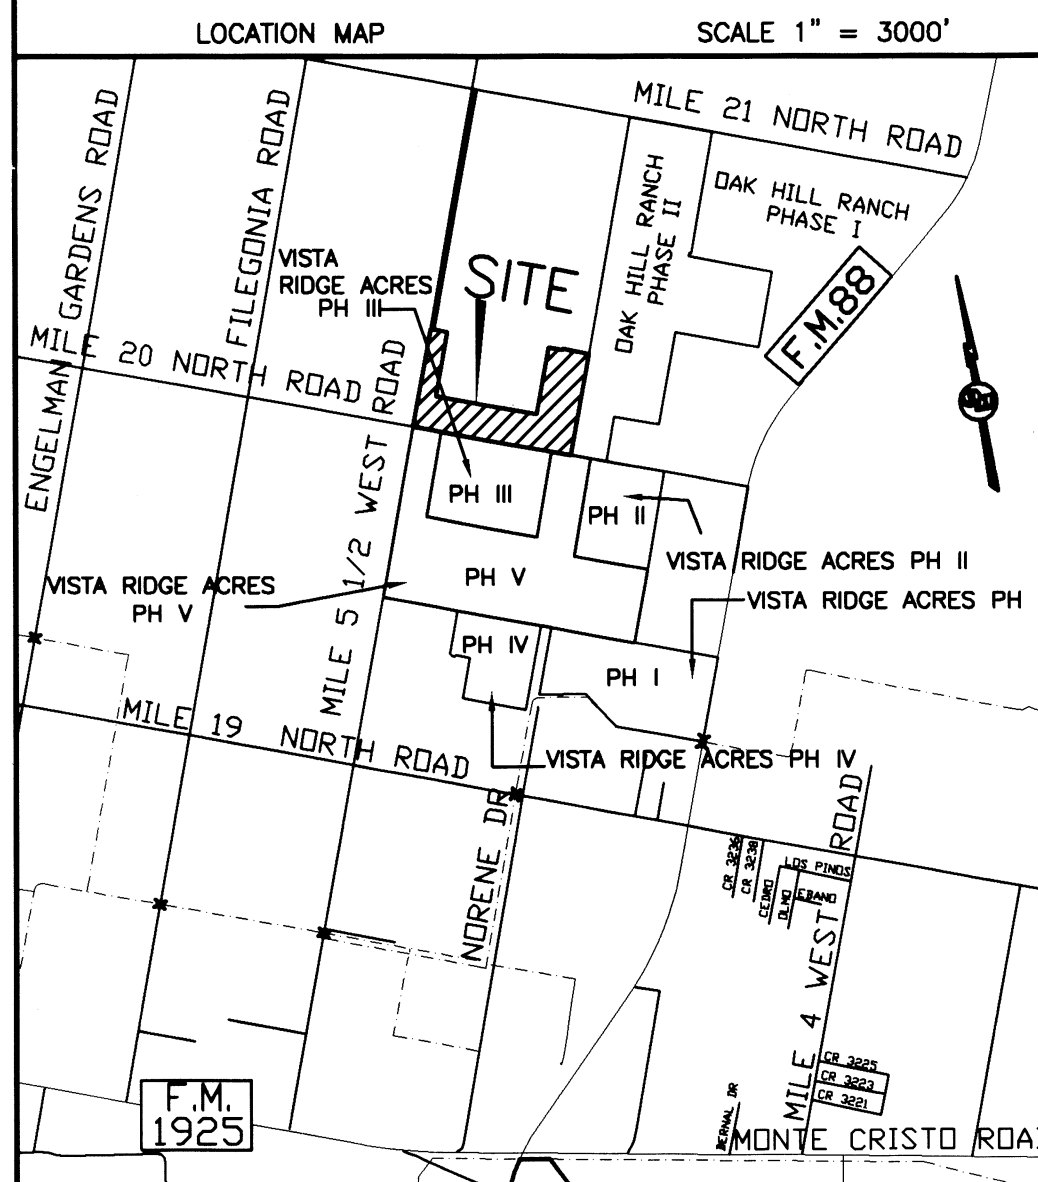 LOCATION MAP
SCALE 1" = 3000'
MILE 21 NORTH ROAD
ENGELMAN GARDENS ROAD
FILEGONIA ROAD
OAK HILL RANCH
PHASE II
OAK HILL RANCH
PHASE I
VISTA
RIDGE ACRES
PH III
SITE
F.M.88
MILE 20 NORTH ROAD
MILE 5 1/2 WEST ROAD
PH III
PH II
VISTA RIDGE ACRES PH II
PH V
VISTA RIDGE ACRES
PH V
VISTA RIDGE ACRES PH
PH IV
PH I
MILE 19 NORTH ROAD
VISTA RIDGE ACRES PH IV
NORENE DR
MILE 4 WEST ROAD
CR 3236
CR 3238
LOS PINOS
CEDRO
OLMO
EBANO
CR 3225
CR 3223
CR 3221
F.M.
1925
BERNAL DR
MONTE CRISTO ROA